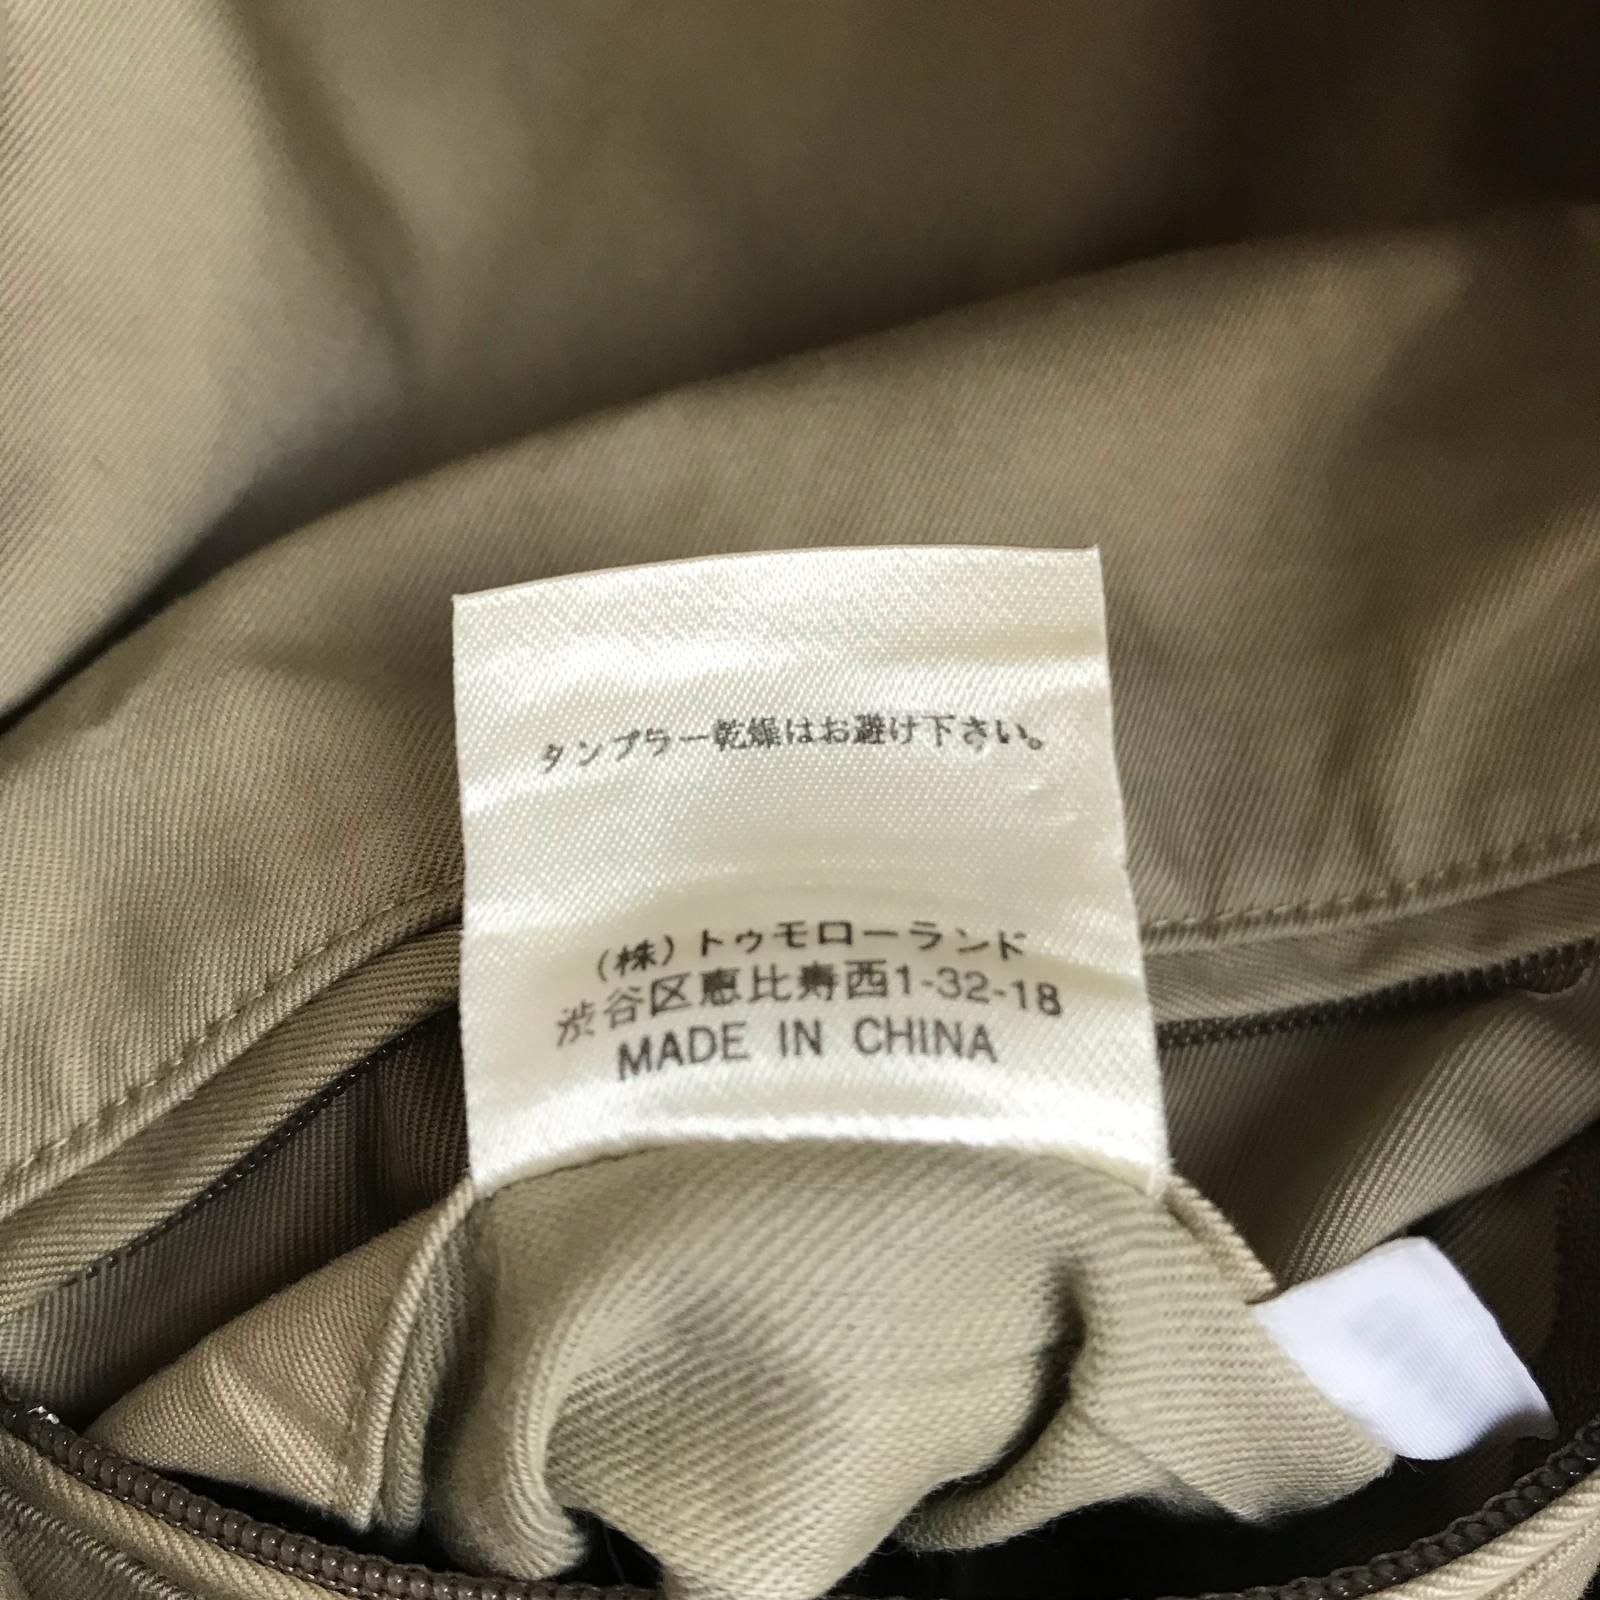 タンブラー乾燥はお避け下さい。
(株)トゥモローランド
渋谷区恵比寿西1-32-18
MADE IN CHINA